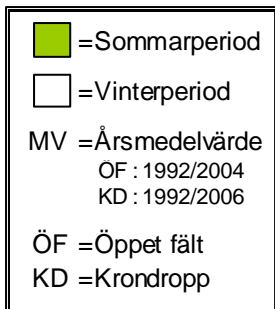 =Sommarperiod
=Vinterperiod
MV =Årsmedelvärde
ÖF : 1992/2004
KD : 1992/2006
ÖF =Öppet fält
KD =Krondropp